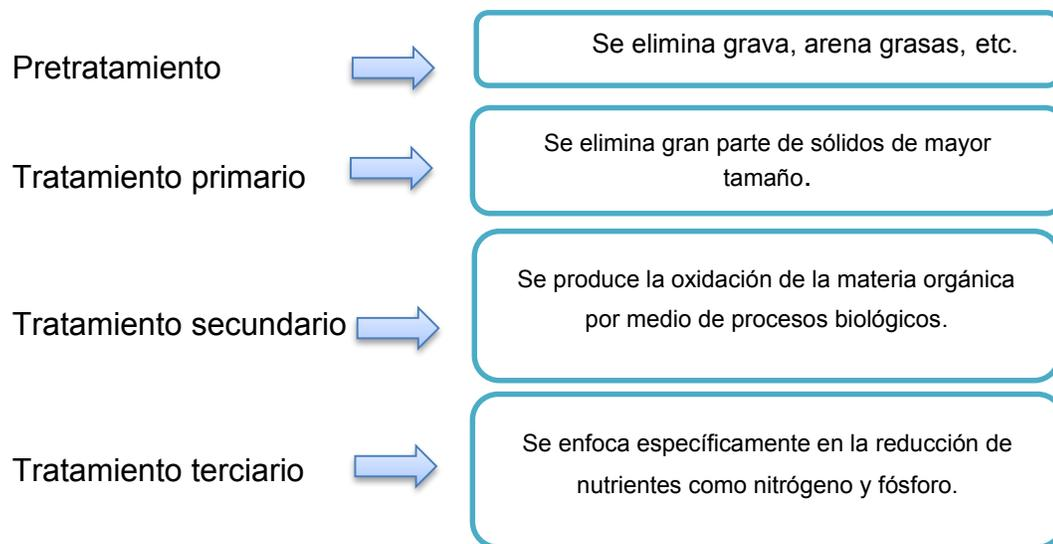 Pretratamiento
Se elimina grava, arena grasas, etc.
Tratamiento primario
Se elimina gran parte de sólidos de mayor
tamaño.
Tratamiento secundario
Se produce la oxidación de la materia orgánica
por medio de procesos biológicos.
Tratamiento terciario
Se enfoca específicamente en la reducción de
nutrientes como nitrógeno y fósforo.